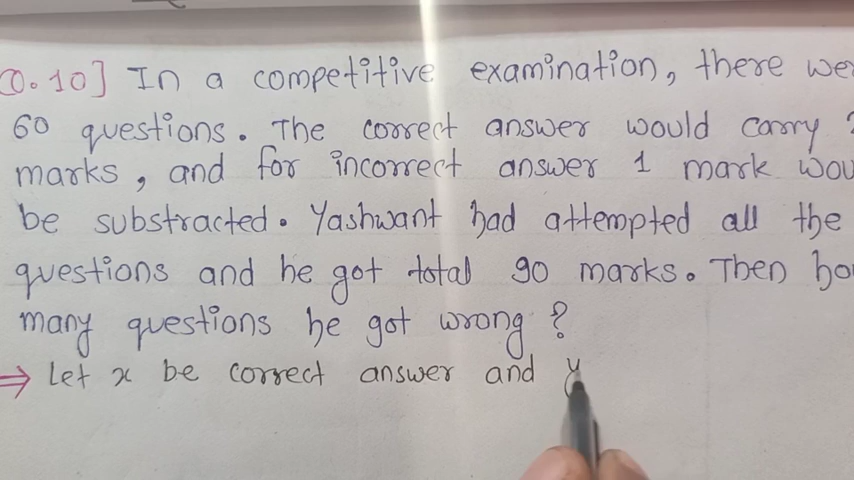 0.10] In a competitive examination, there we
60 questions. The correct answer would carry
marks, and for incorrect answer 1 mark wou
be substracted. Yashwant had attempted all the
questions and he got total 90 marks. Then ho
many questions he got wrong?
⇒ Let x be correct answer and y